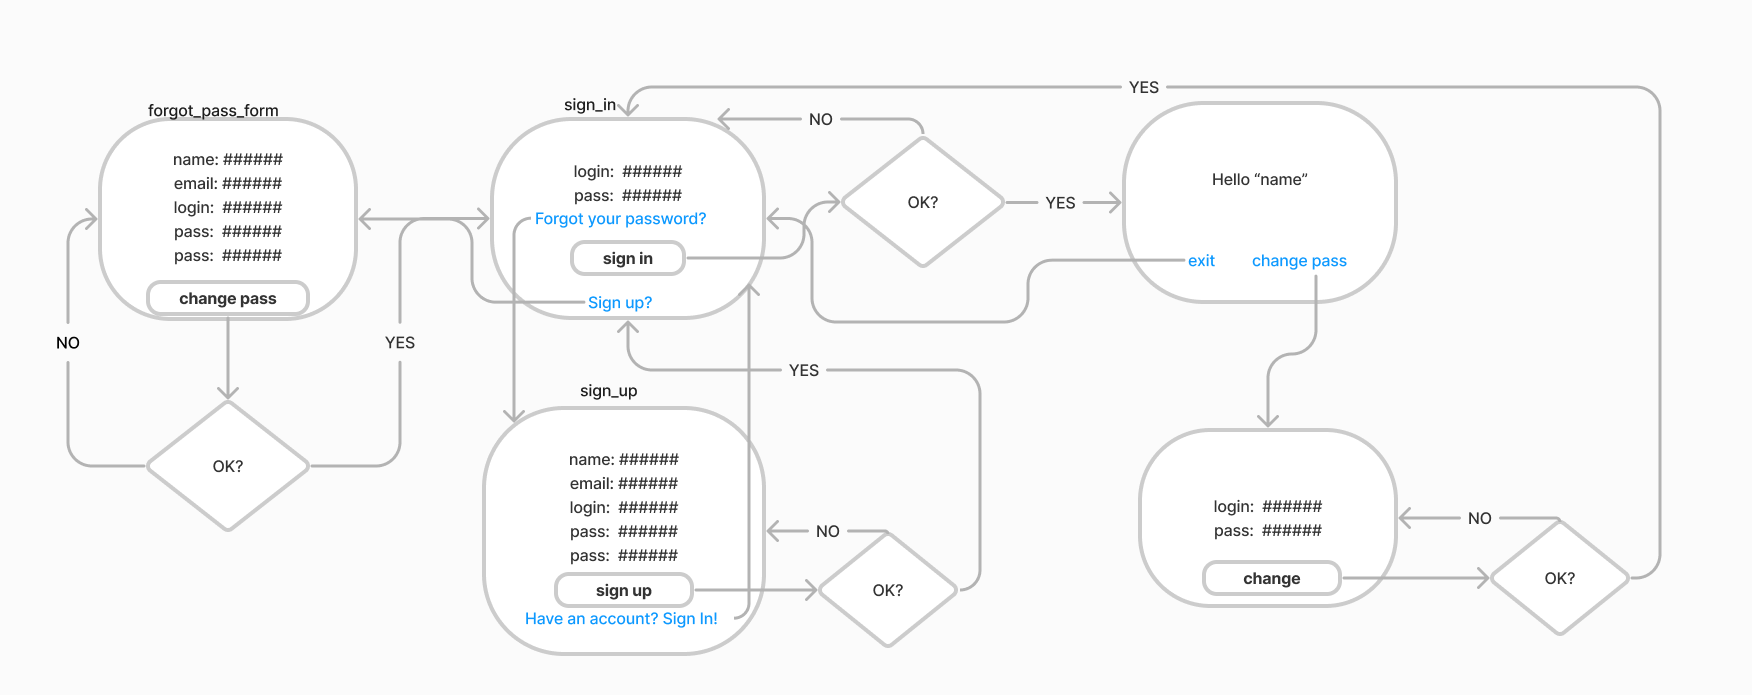 forgot_pass_form
name: ######
email: ######
login: ######
pass: ######
pass: ######
change pass
NO
YES
OK?
sign_in
login: ######
pass: ######
Forgot your password?
sign in
Sign up?
NO
OK?
YES
YES
Hello “name”
exit
change pass
YES
sign_up
name: ######
email: ######
login: ######
pass: ######
pass: ######
sign up
Have an account? Sign In!
NO
OK?
login: ######
pass: ######
change
NO
OK?